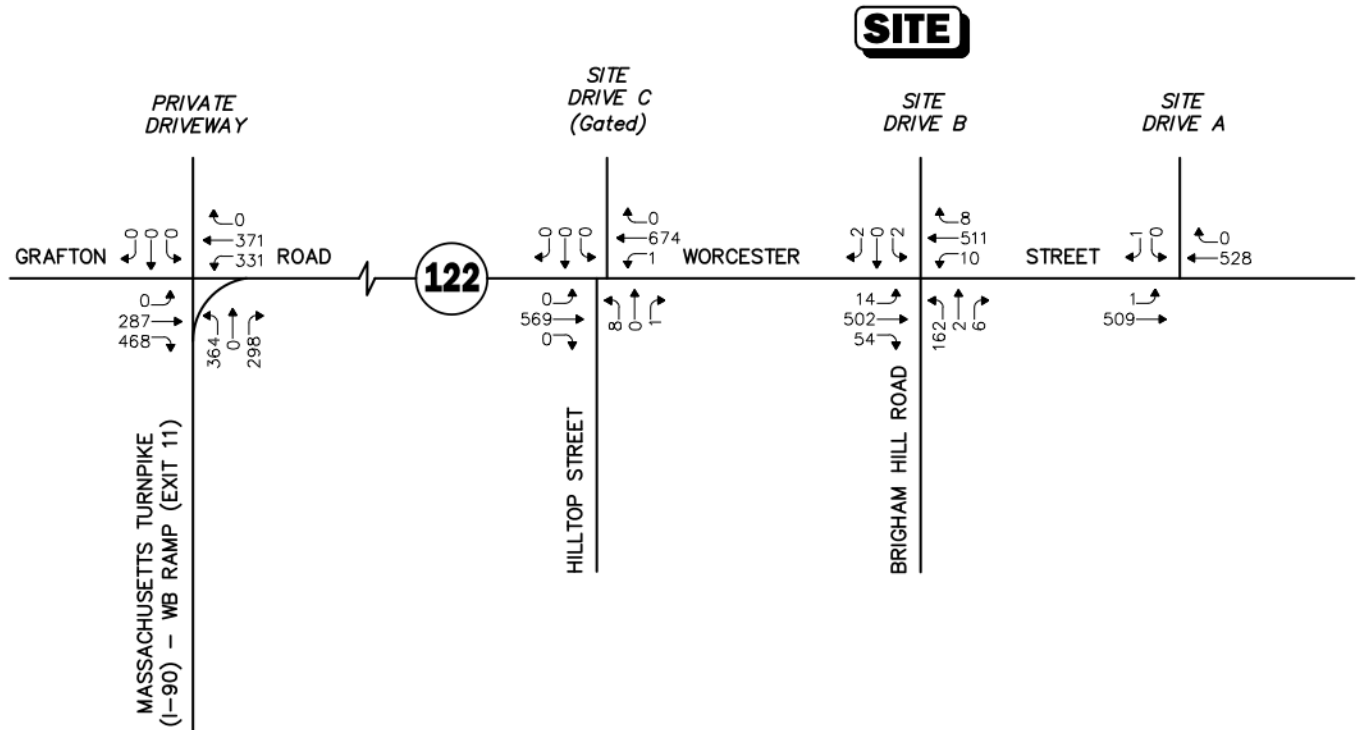 SITE
PRIVATE
DRIVEWAY
SITE
DRIVE C
(Gated)
SITE
DRIVE B
SITE
DRIVE A
GRAFTON
0
0
0
0
371
331
ROAD
122
0
0
0
0
674
1
WORCESTER
2
0
2
8
511
10
STREET
1
0
0
528
0
287
468
364
0
298
0
569
0
8
0
1
14
502
54
162
2
6
1
509
MASSACHUSETTS TURNPIKE
(I-90) - WB RAMP (EXIT 11)
HILLTOP STREET
BRIGHAM HILL ROAD